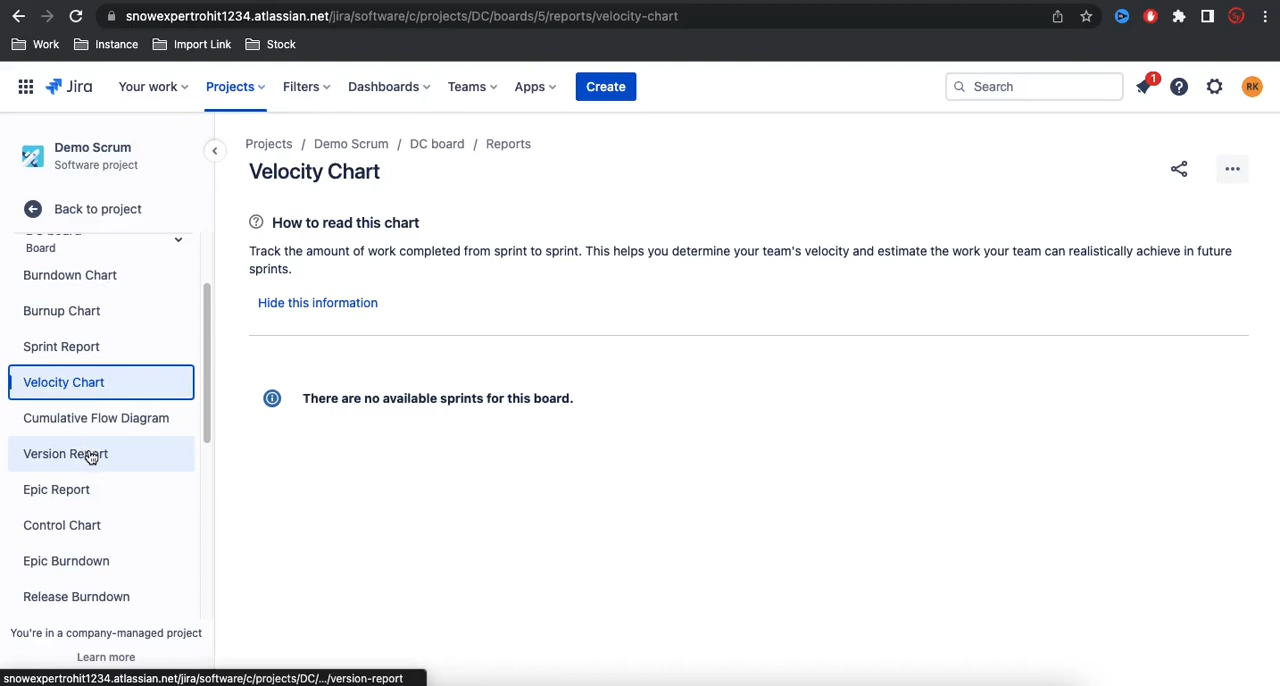 snowexpertrohit1234.atlassian.net/jira/software/c/projects/DC/boards/5/reports/velocity-chart
Work Instance Import Link Stock
Jira Your work Projects Filters Dashboards Teams Apps Create Search 1 RK
Demo Scrum
Software project
Back to project
Board
Burndown Chart
Burnup Chart
Sprint Report
Velocity Chart
Cumulative Flow Diagram
Version Report
Epic Report
Control Chart
Epic Burndown
Release Burndown
You're in a company-managed project
Learn more
Projects / Demo Scrum / DC board / Reports
Velocity Chart
How to read this chart
Track the amount of work completed from sprint to sprint. This helps you determine your team's velocity and estimate the work your team can realistically achieve in future
sprints.
Hide this information
There are no available sprints for this board.
snowexpertrohit1234.atlassian.net/jira/software/c/projects/DC/.../version-report